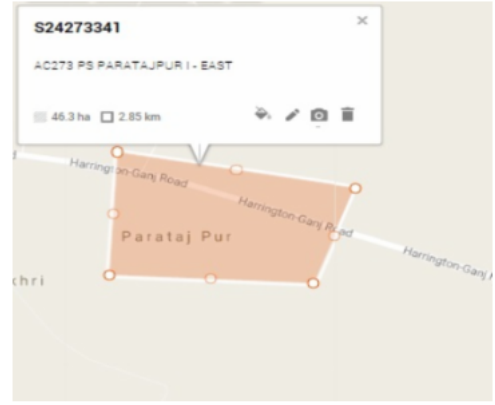 S24273341
AC273 PS PARATAJPUR I - EAST
46.3 ha 2.85 km
Harrington-Ganj Road
Harrington-Ganj Road
Harrington-Ganj
Parataj Pur
khri